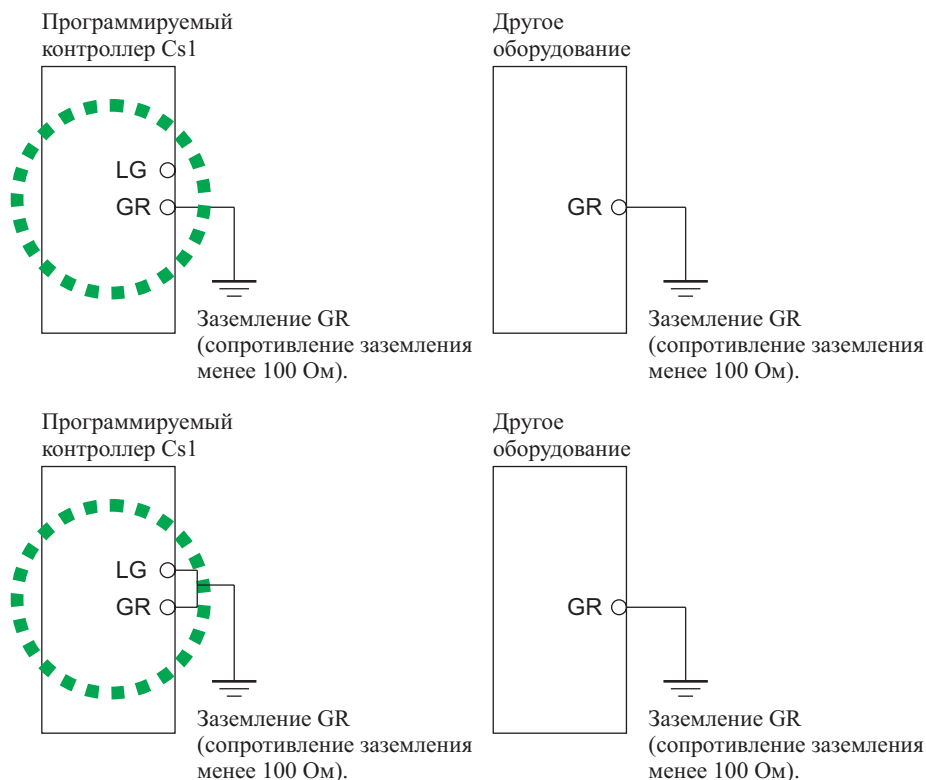 Программируемый
контроллер Cs1
LG
GR
Заземление GR
(сопротивление заземления
менее 100 Ом).
Другое
оборудование
GR
Заземление GR
(сопротивление заземления
менее 100 Ом).
Программируемый
контроллер Cs1
LG
GR
Заземление GR
(сопротивление заземления
менее 100 Ом).
Другое
оборудование
GR
Заземление GR
(сопротивление заземления
менее 100 Ом).